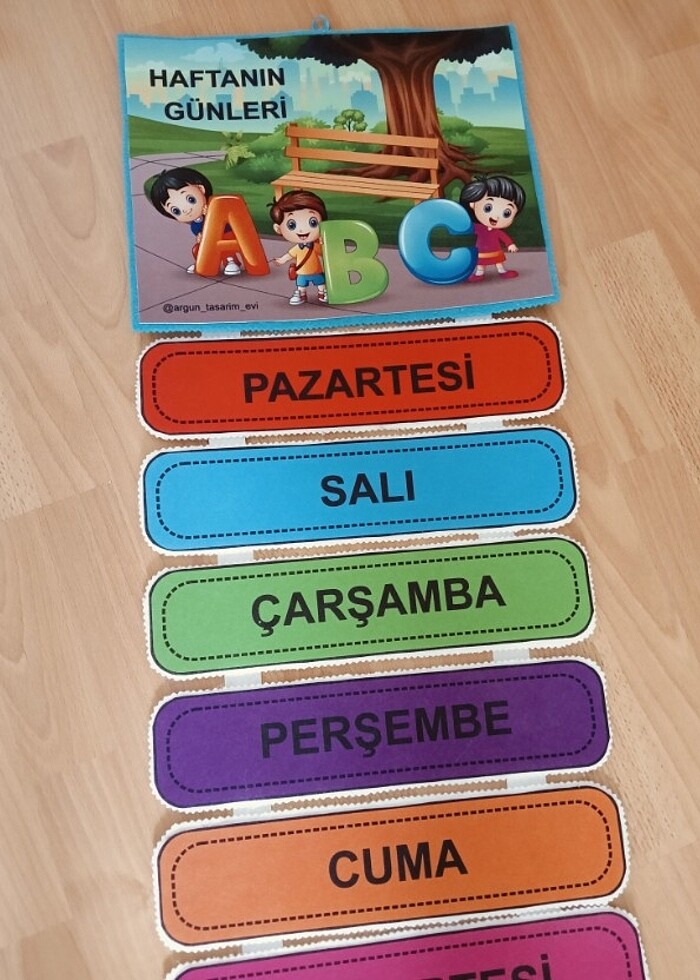 HAFTANIN
GÜNLERİ
A B C
@argun_tasarim_evi
PAZARTESİ
SALI
ÇARŞAMBA
PERŞEMBE
CUMA